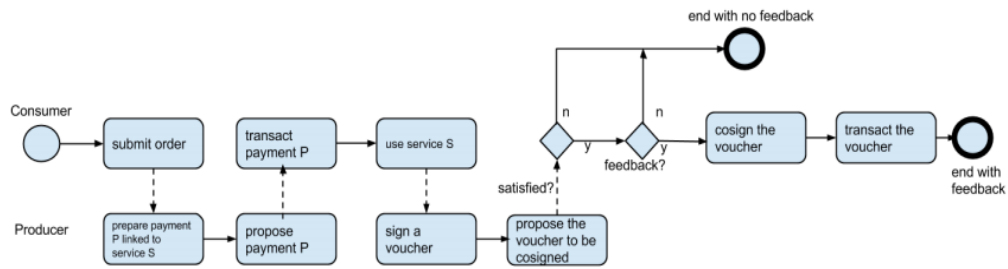 end with no feedback
Consumer
submit order
transact
payment P
use service S
n
n
y
y
feedback?
cosign the
voucher
transact the
voucher
end with
feedback
satisfied?
Producer
prepare payment
P linked to
service S
propose
payment P
sign a
voucher
propose the
voucher to be
cosigned